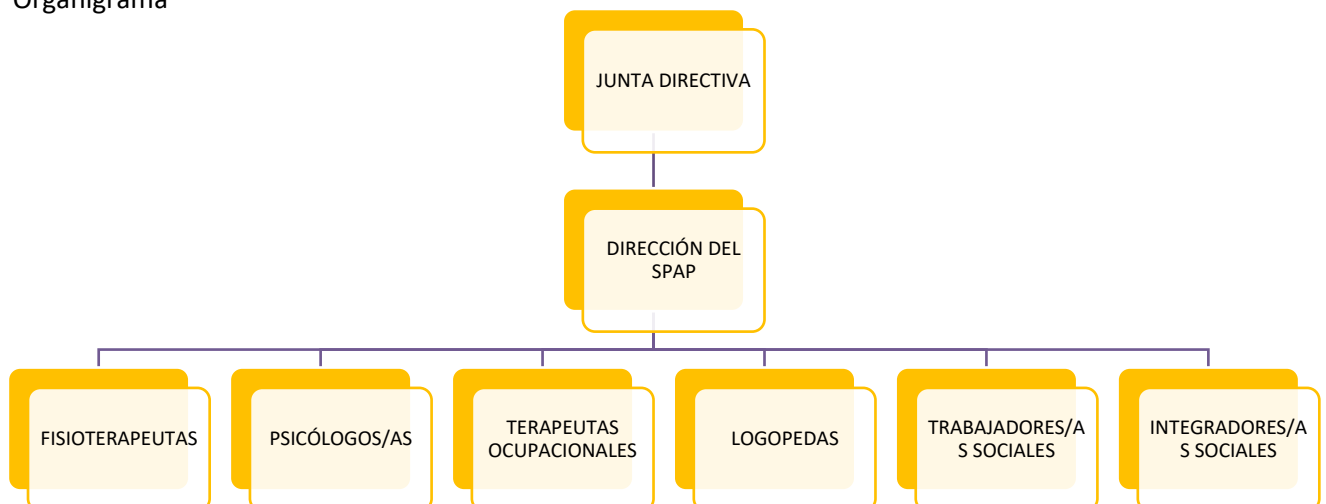 Organigrama
JUNTA DIRECTIVA
DIRECCIÓN DEL
SPAP
FISIOTERAPEUTAS
PSICÓLOGOS/AS
TERAPEUTAS
OCUPACIONALES
LOGOPEDAS
TRABAJADORES/A
S SOCIALES
INTEGRADORES/A
S SOCIALES